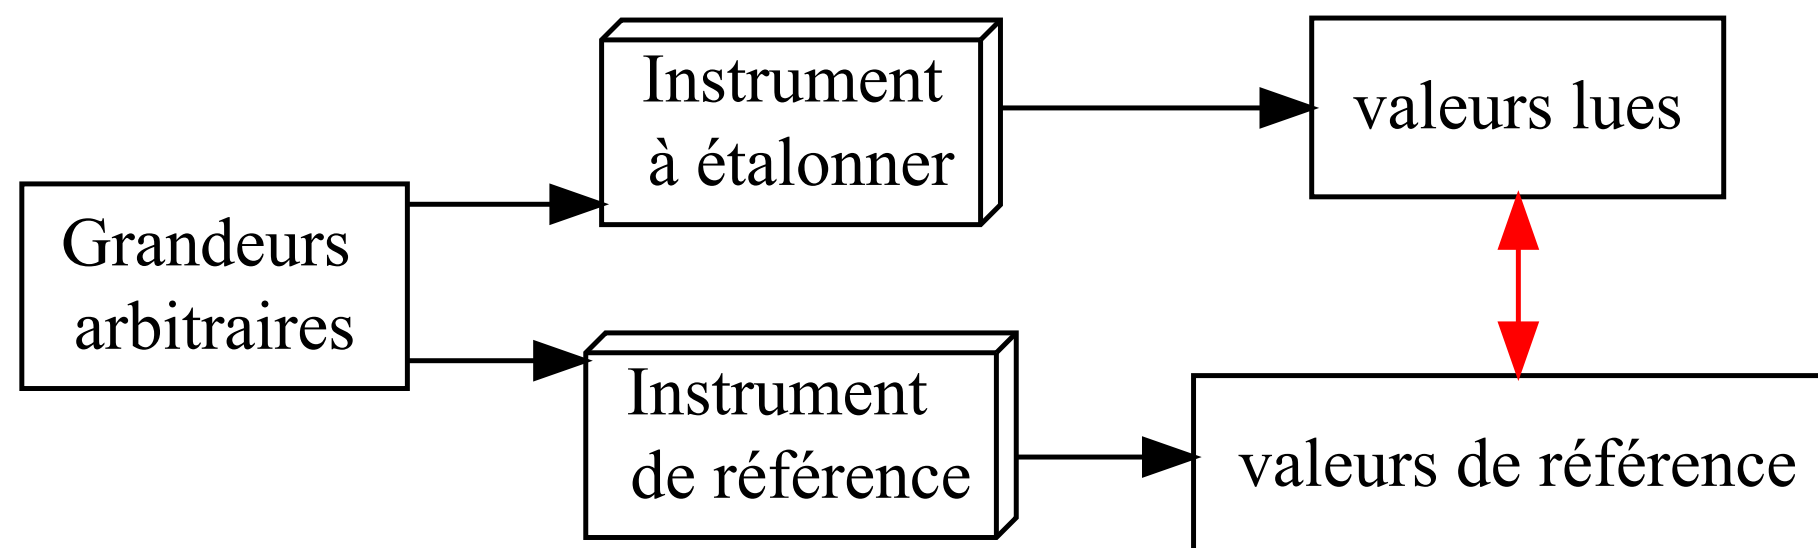 Grandeurs
arbitraires
Instrument
à étalonner
valeurs lues
Instrument
de référence
valeurs de référence